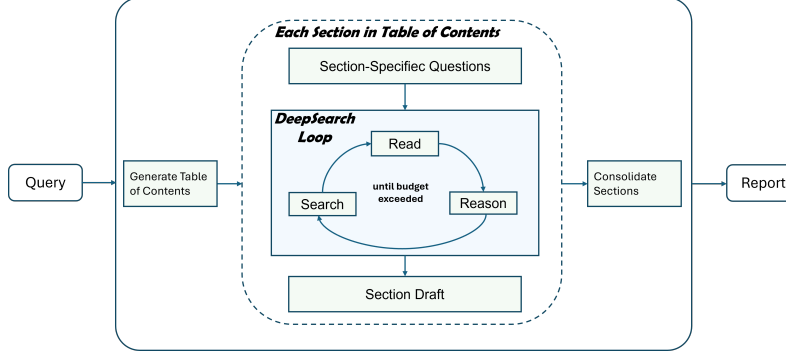 Each Section in Table of Contents
Section-Specifiec Questions
DeepSearch
Loop
Read
Query
Generate Table
of Contents
until budget
exceeded
Search
Reason
Consolidate
Sections
Report
Section Draft